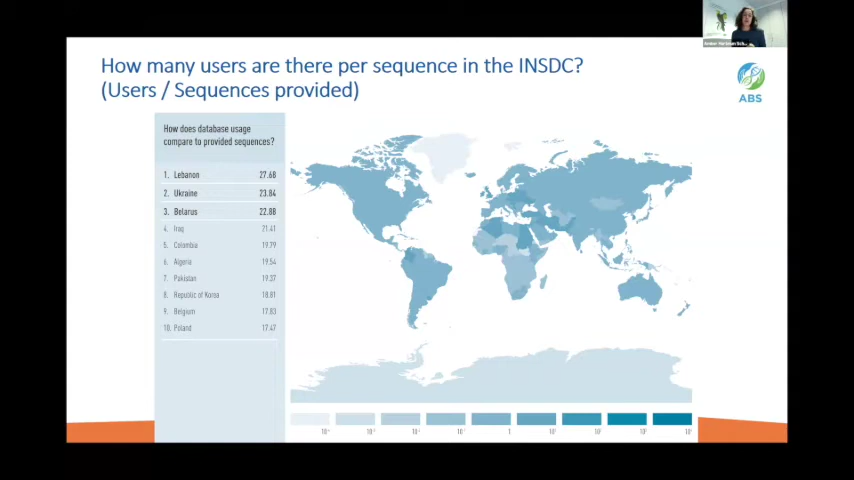 How many users are there per sequence in the INSDC?
(Users / Sequences provided)
ABS
How does database usage
compare to provided sequences?
1. Lebanon 27.68
2. Ukraine 23.84
3. Belarus 22.88
4. Iraq 21.41
5. Colombia 19.79
6. Algeria 19.54
7. Pakistan 19.37
8. Republic of Korea 18.81
9. Belgium 17.83
10. Poland 17.47
1